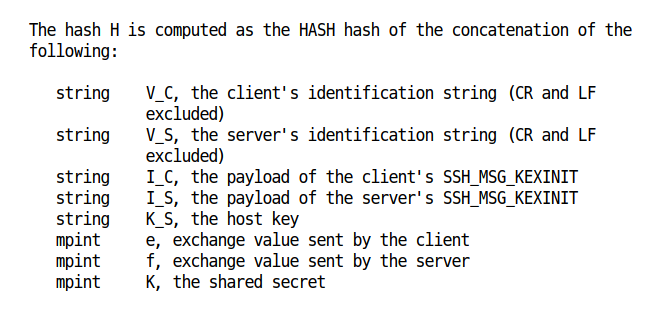 The hash H is computed as the HASH hash of the concatenation of the
following:
string V_C, the client's identification string (CR and LF
excluded)
string V_S, the server's identification string (CR and LF
excluded)
string I_C, the payload of the client's SSH_MSG_KEXINIT
string I_S, the payload of the server's SSH_MSG_KEXINIT
string K_S, the host key
mpint e, exchange value sent by the client
mpint f, exchange value sent by the server
mpint K, the shared secret